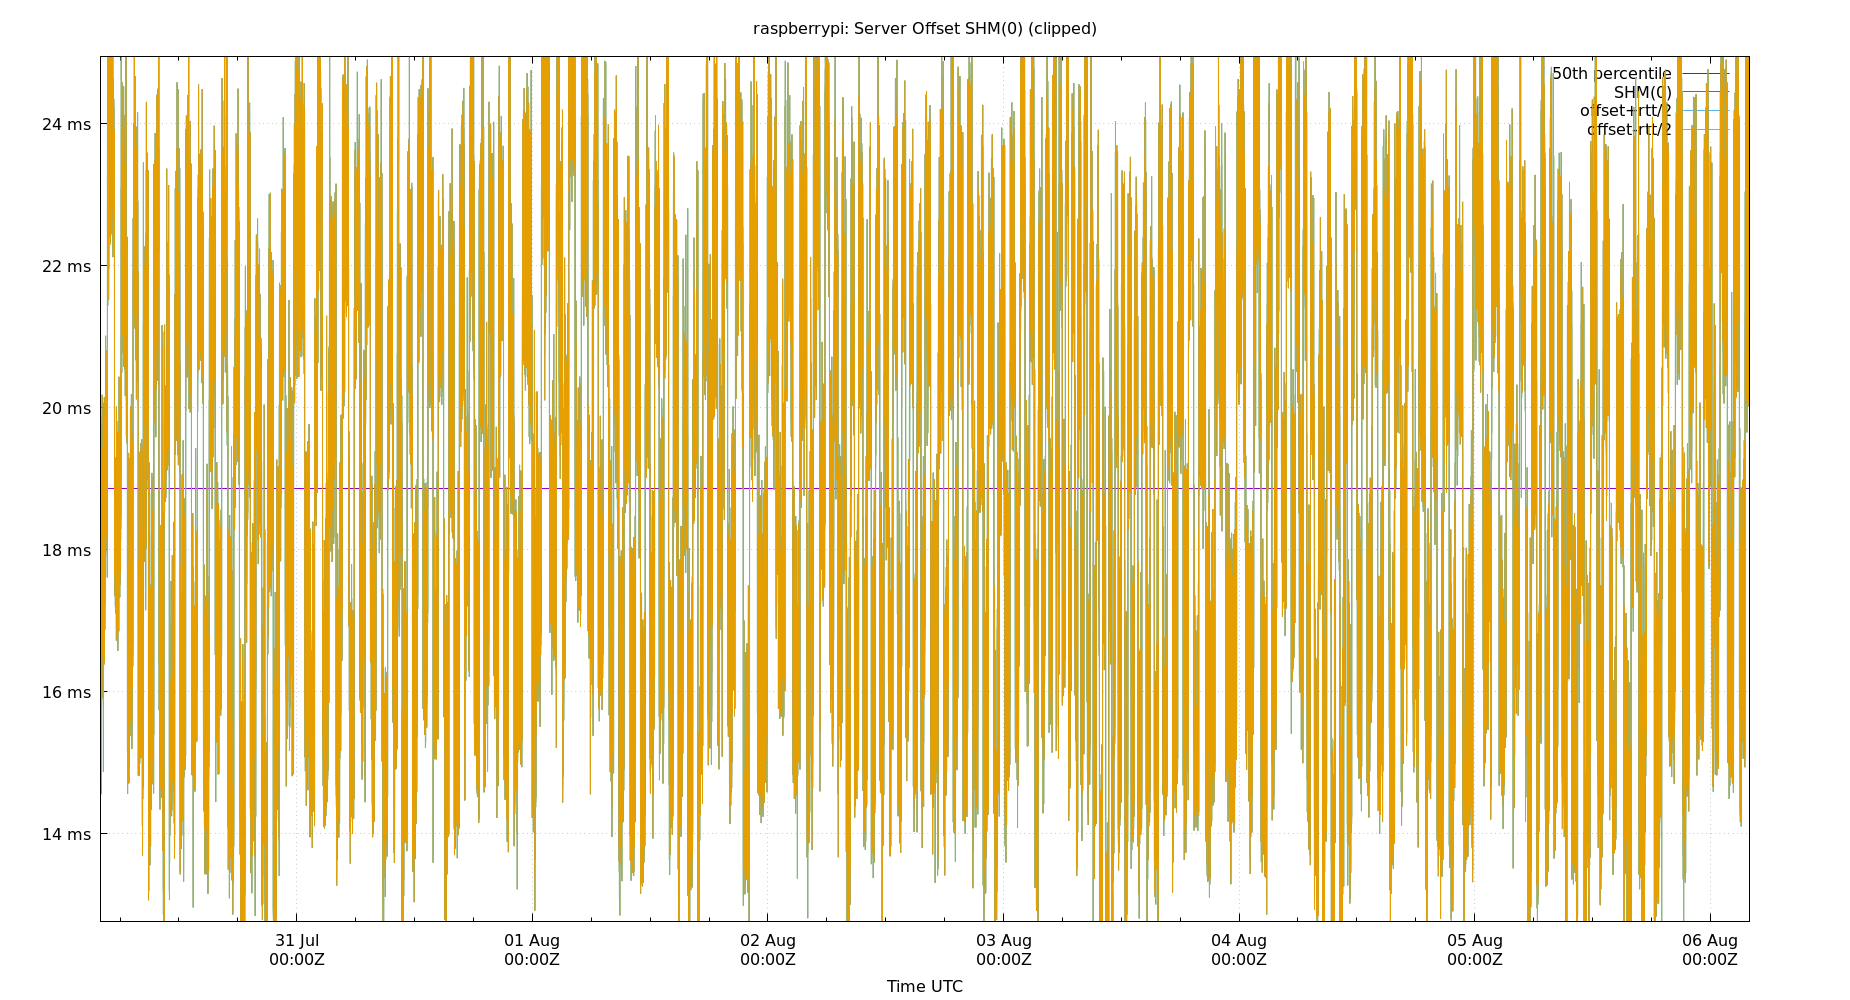 raspberrypi: Server Offset SHM(0) (clipped)
50th percentile
SHM(0)
offset+rtt/2
offset-rtt/2
24 ms
22 ms
20 ms
18 ms
16 ms
14 ms
31 Jul 01 Aug 02 Aug 03 Aug 04 Aug 05 Aug 06 Aug
00:00Z 00:00Z 00:00Z 00:00Z 00:00Z 00:00Z 00:00Z
Time UTC